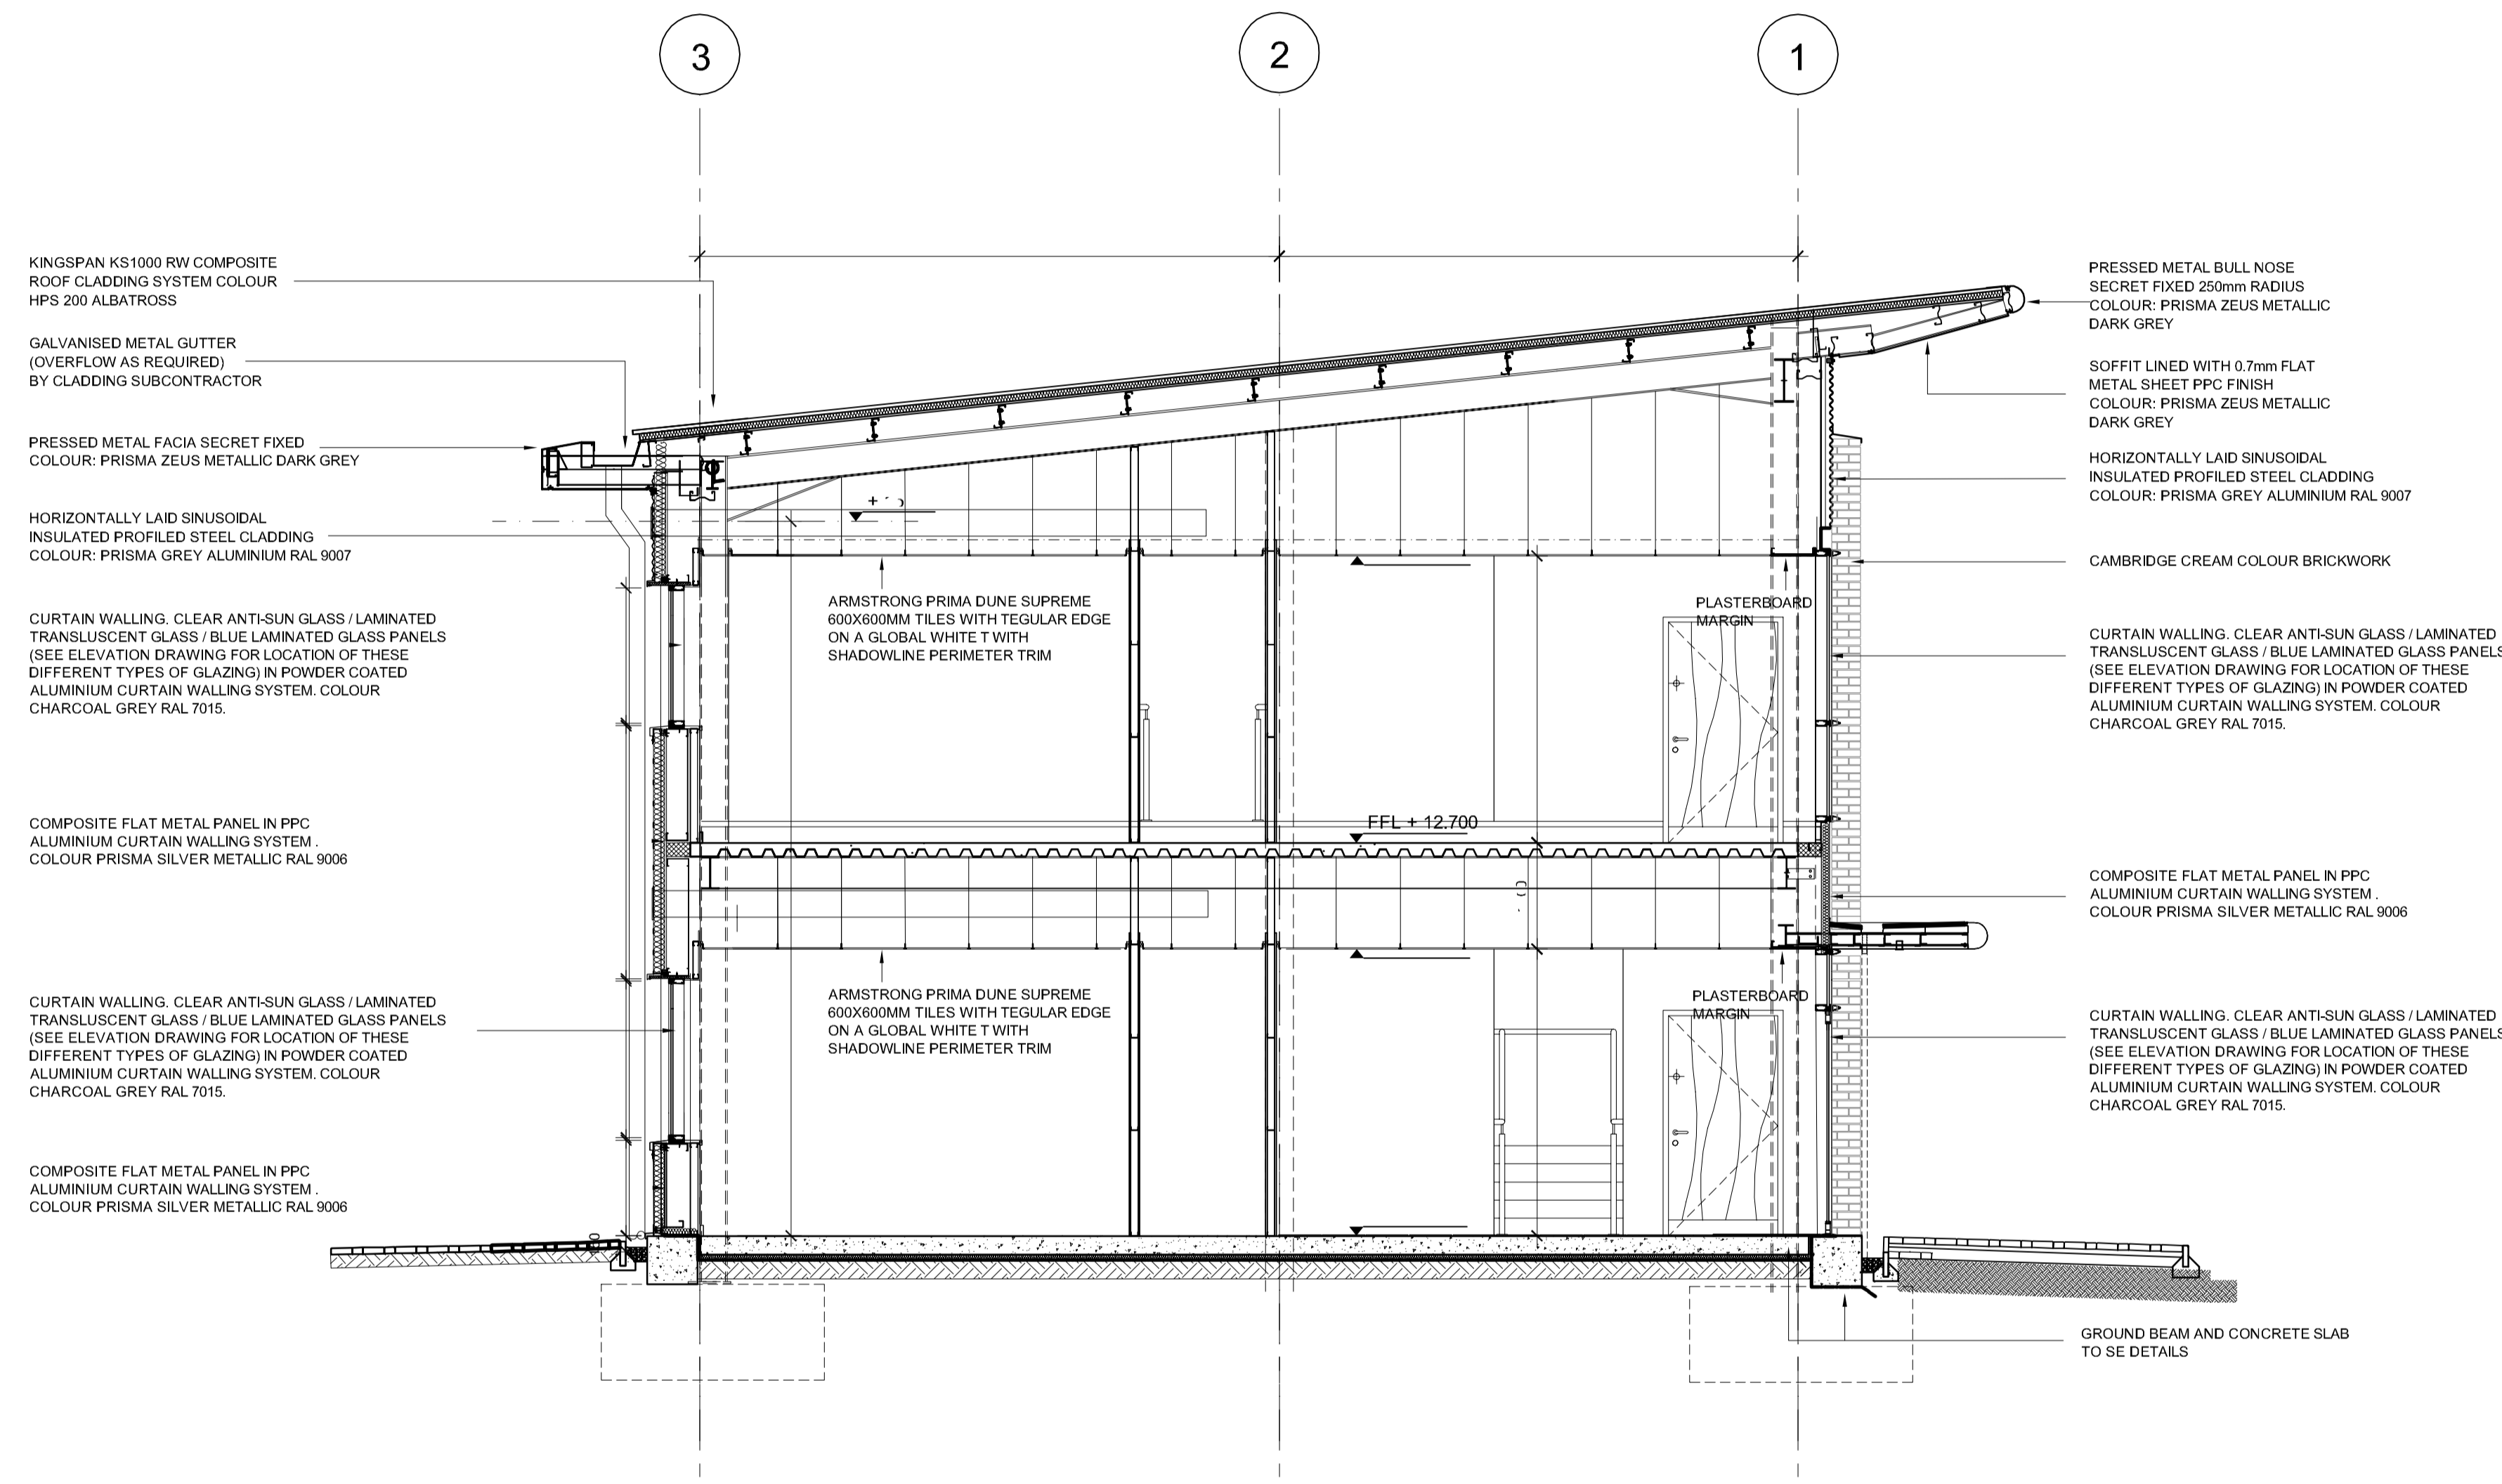 3
2
1
KINGSPAN KS1000 RW COMPOSITE
ROOF CLADDING SYSTEM COLOUR
HPS 200 ALBATROSS
GALVANISED METAL GUTTER
(OVERFLOW AS REQUIRED)
BY CLADDING SUBCONTRACTOR
PRESSED METAL FACIA SECRET FIXED
COLOUR: PRISMA ZEUS METALLIC DARK GREY
HORIZONTALLY LAID SINUSOIDAL
INSULATED PROFILED STEEL CLADDING
COLOUR: PRISMA GREY ALUMINIUM RAL 9007
CURTAIN WALLING. CLEAR ANTI-SUN GLASS / LAMINATED
TRANSLUSCENT GLASS / BLUE LAMINATED GLASS PANELS
(SEE ELEVATION DRAWING FOR LOCATION OF THESE
DIFFERENT TYPES OF GLAZING) IN POWDER COATED
ALUMINIUM CURTAIN WALLING SYSTEM. COLOUR
CHARCOAL GREY RAL 7015.
COMPOSITE FLAT METAL PANEL IN PPC
ALUMINIUM CURTAIN WALLING SYSTEM .
COLOUR PRISMA SILVER METALLIC RAL 9006
CURTAIN WALLING. CLEAR ANTI-SUN GLASS / LAMINATED
TRANSLUSCENT GLASS / BLUE LAMINATED GLASS PANELS
(SEE ELEVATION DRAWING FOR LOCATION OF THESE
DIFFERENT TYPES OF GLAZING) IN POWDER COATED
ALUMINIUM CURTAIN WALLING SYSTEM. COLOUR
CHARCOAL GREY RAL 7015.
COMPOSITE FLAT METAL PANEL IN PPC
ALUMINIUM CURTAIN WALLING SYSTEM .
COLOUR PRISMA SILVER METALLIC RAL 9006
ARMSTRONG PRIMA DUNE SUPREME
600X600MM TILES WITH TEGULAR EDGE
ON A GLOBAL WHITE T WITH
SHADOWLINE PERIMETER TRIM
PLASTERBOARD
MARGIN
FFL + 12.700
ARMSTRONG PRIMA DUNE SUPREME
600X600MM TILES WITH TEGULAR EDGE
ON A GLOBAL WHITE T WITH
SHADOWLINE PERIMETER TRIM
PLASTERBOARD
MARGIN
PRESSED METAL BULL NOSE
SECRET FIXED 250mm RADIUS
COLOUR: PRISMA ZEUS METALLIC
DARK GREY
SOFFIT LINED WITH 0.7mm FLAT
METAL SHEET PPC FINISH
COLOUR: PRISMA ZEUS METALLIC
DARK GREY
HORIZONTALLY LAID SINUSOIDAL
INSULATED PROFILED STEEL CLADDING
COLOUR: PRISMA GREY ALUMINIUM RAL 9007
CAMBRIDGE CREAM COLOUR BRICKWORK
CURTAIN WALLING. CLEAR ANTI-SUN GLASS / LAMINATED
TRANSLUSCENT GLASS / BLUE LAMINATED GLASS PANELS
(SEE ELEVATION DRAWING FOR LOCATION OF THESE
DIFFERENT TYPES OF GLAZING) IN POWDER COATED
ALUMINIUM CURTAIN WALLING SYSTEM. COLOUR
CHARCOAL GREY RAL 7015.
COMPOSITE FLAT METAL PANEL IN PPC
ALUMINIUM CURTAIN WALLING SYSTEM .
COLOUR PRISMA SILVER METALLIC RAL 9006
CURTAIN WALLING. CLEAR ANTI-SUN GLASS / LAMINATED
TRANSLUSCENT GLASS / BLUE LAMINATED GLASS PANELS
(SEE ELEVATION DRAWING FOR LOCATION OF THESE
DIFFERENT TYPES OF GLAZING) IN POWDER COATED
ALUMINIUM CURTAIN WALLING SYSTEM. COLOUR
CHARCOAL GREY RAL 7015.
GROUND BEAM AND CONCRETE SLAB
TO SE DETAILS